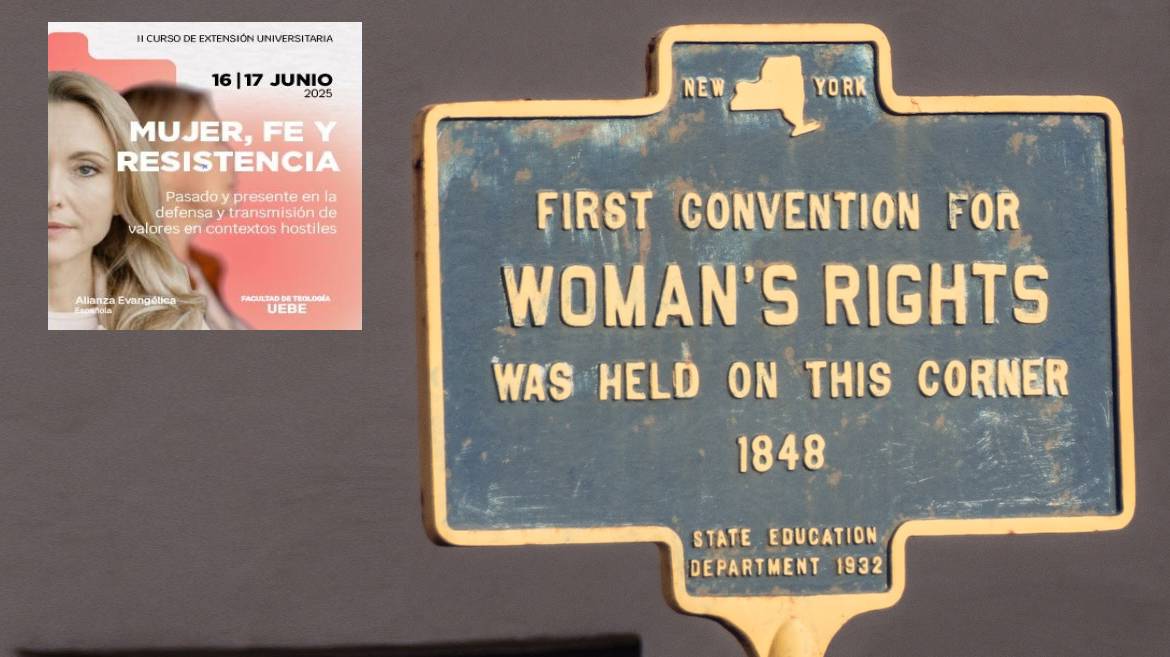 II CURSO DE EXTENSIÓN UNIVERSITARIA
16 | 17 JUNIO
2025
MUJER, FE Y
RESISTENCIA
Pasado y presente en la
defensa y transmisión de
valores en contextos hostiles
Alianza Evangélica
Española
FACULTAD DE TEOLOGÍA
UEBE
NEW YORK
FIRST CONVENTION FOR
WOMAN'S RIGHTS
WAS HELD ON THIS CORNER
1848
STATE EDUCATION
DEPARTMENT 1932